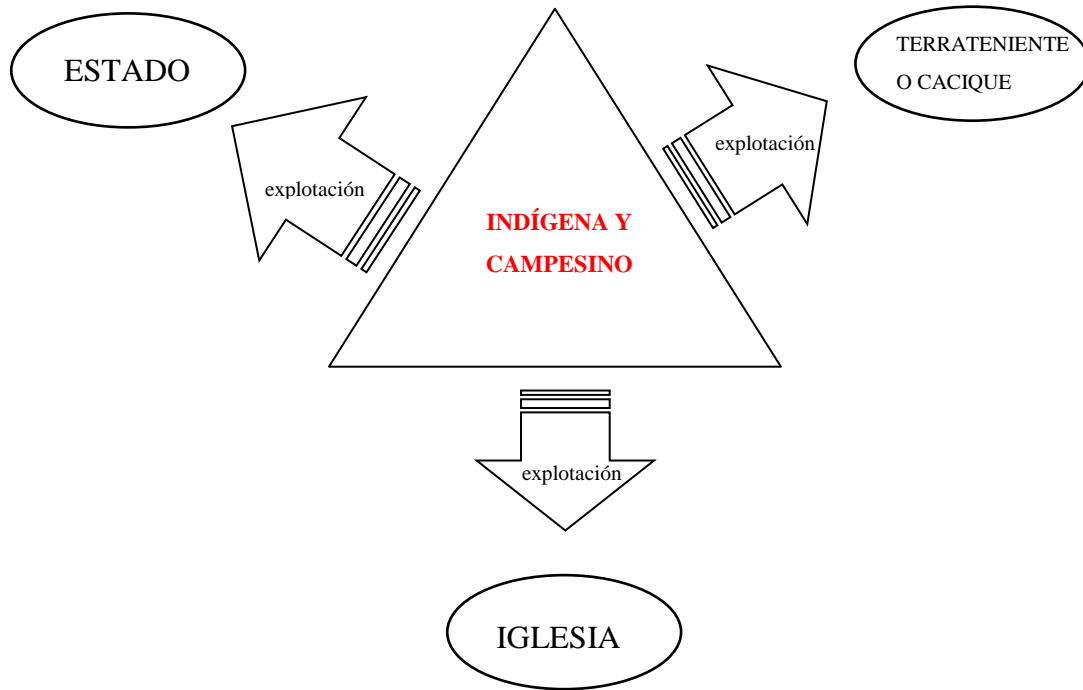 ESTADO
TERRATENIENTE
O CACIQUE
explotación
explotación
INDÍGENA Y
CAMPESINO
explotación
IGLESIA